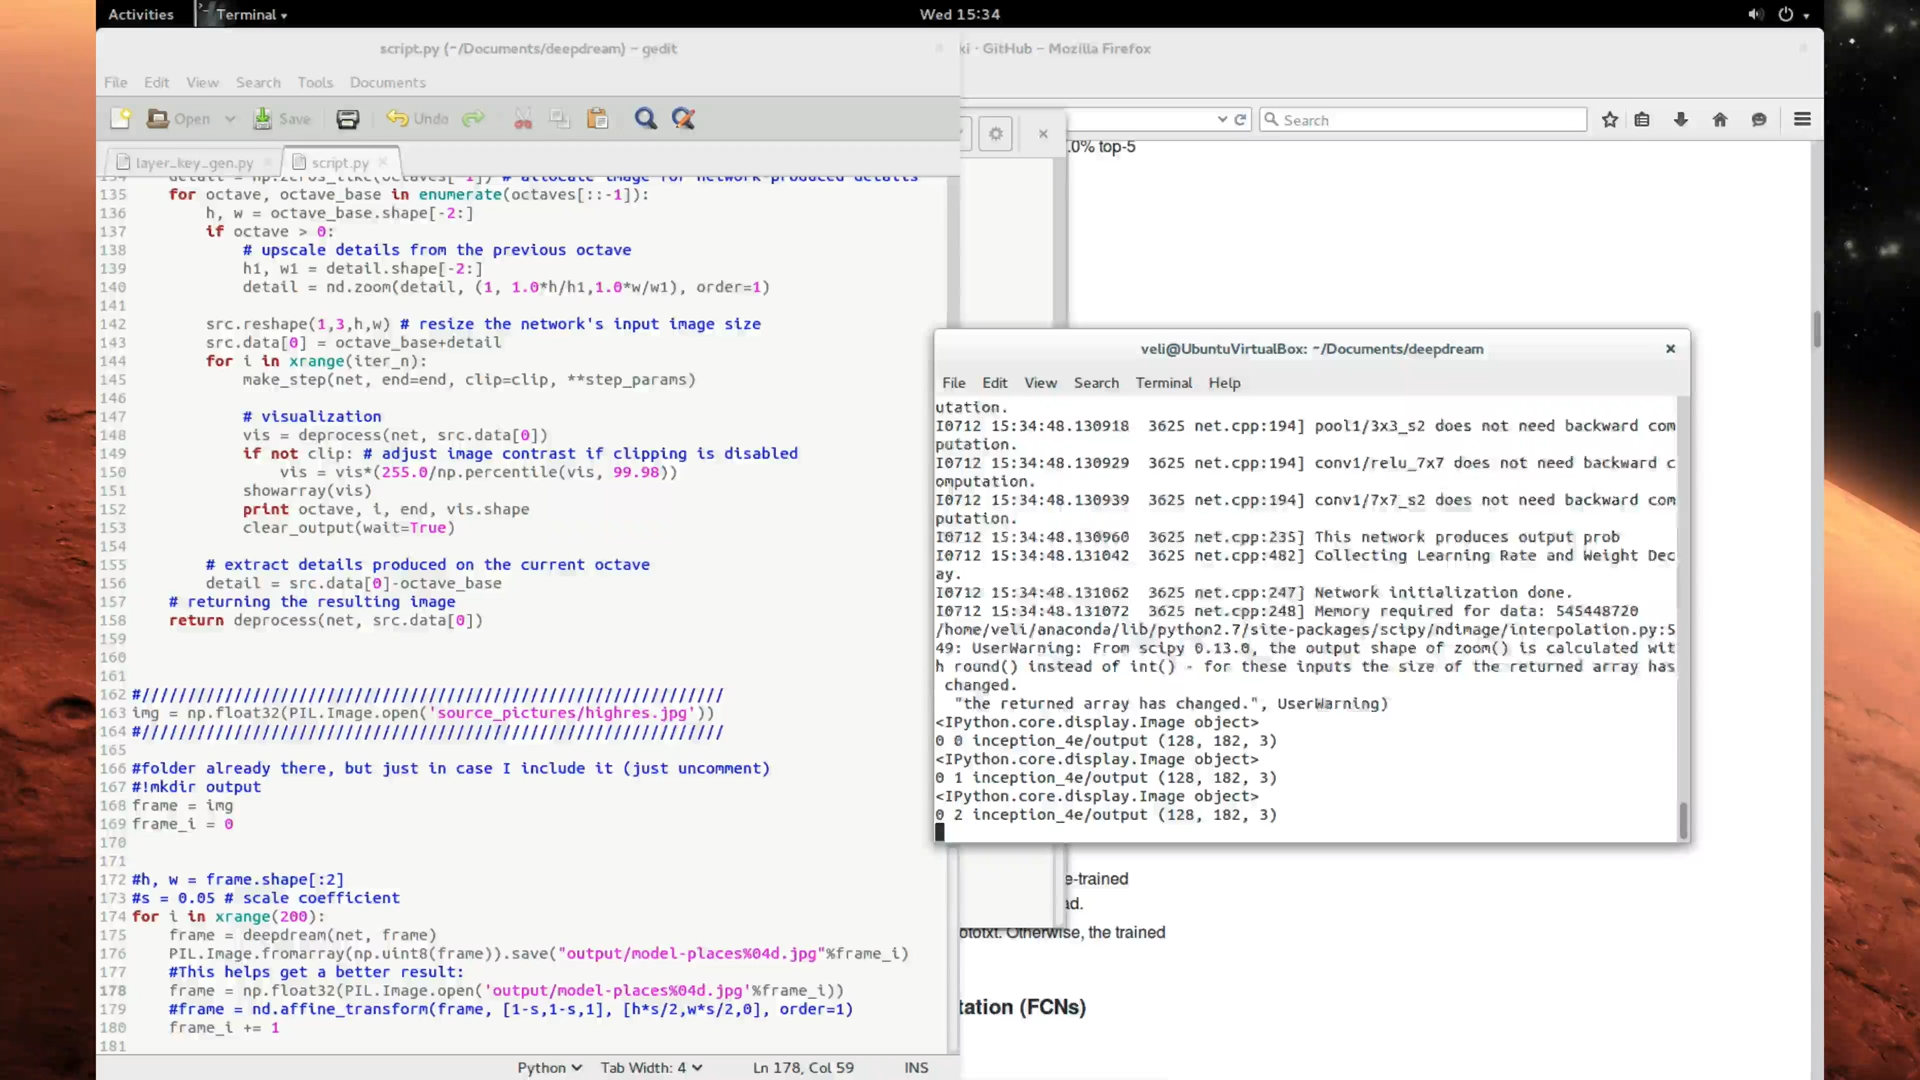 Activities
Terminal
Wed 15:34
script.py (~/Documents/deepdream) – gedit
File Edit View Search Tools Documents
Open
Save
Undo
layer_key_gen.py
script.py
135 for octave, octave_base in enumerate(octaves[::-1]):
136 h, w = octave_base.shape[-2:]
137 if octave > 0:
138 # upscale details from the previous octave
139 h1, w1 = detail.shape[-2:]
140 detail = nd.zoom(detail, (1, 1.0*h/h1,1.0*w/w1), order=1)
141
142 src.reshape(1,3,h,w) # resize the network's input image size
143 src.data[0] = octave_base+detail
144 for i in xrange(iter_n):
145 make_step(net, end=end, clip=clip, **step_params)
146
147 # visualization
148 vis = deprocess(net, src.data[0])
149 if not clip: # adjust image contrast if clipping is disabled
150 vis = vis*(255.0/np.percentile(vis, 99.98))
151 showarray(vis)
152 print octave, i, end, vis.shape
153 clear_output(wait=True)
154
155 # extract details produced on the current octave
156 detail = src.data[0]-octave_base
157 # returning the resulting image
158 return deprocess(net, src.data[0])
159
160
161
162 #///////////////////////////////////////////////////////////////
163 img = np.float32(PIL.Image.open('source_pictures/highres.jpg'))
164 #///////////////////////////////////////////////////////////////
165
166 #folder already there, but just in case I include it (just uncomment)
167 #!mkdir output
168 frame = img
169 frame_i = 0
170
171
172 #h, w = frame.shape[:2]
173 #s = 0.05 # scale coefficient
174 for i in xrange(200):
175 frame = deepdream(net, frame)
176 PIL.Image.fromarray(np.uint8(frame)).save("output/model-places%04d.jpg"%frame_i)
177 #This helps get a better result:
178 frame = np.float32(PIL.Image.open('output/model-places%04d.jpg'%frame_i))
179 #frame = nd.affine_transform(frame, [1-s,1-s,1], [h*s/2,w*s/2,0], order=1)
180 frame_i += 1
181
Python
Tab Width: 4
Ln 178, Col 59
INS
ki · GitHub – Mozilla Firefox
Search
.0% top-5
veli@UbuntuVirtualBox: ~/Documents/deepdream
File Edit View Search Terminal Help
utation.
I0712 15:34:48.130918 3625 net.cpp:194] pool1/3x3_s2 does not need backward com
putation.
I0712 15:34:48.130929 3625 net.cpp:194] conv1/relu_7x7 does not need backward c
omputation.
I0712 15:34:48.130939 3625 net.cpp:194] conv1/7x7_s2 does not need backward com
putation.
I0712 15:34:48.130960 3625 net.cpp:235] This network produces output prob
I0712 15:34:48.131042 3625 net.cpp:482] Collecting Learning Rate and Weight Dec
ay.
I0712 15:34:48.131062 3625 net.cpp:247] Network initialization done.
I0712 15:34:48.131072 3625 net.cpp:248] Memory required for data: 545448720
/home/veli/anaconda/lib/python2.7/site-packages/scipy/ndimage/interpolation.py:5
49: UserWarning: From scipy 0.13.0, the output shape of zoom() is calculated wit
h round() instead of int() - for these inputs the size of the returned array has
changed.
"the returned array has changed.", UserWarning)
<IPython.core.display.Image object>
0 0 inception_4e/output (128, 182, 3)
<IPython.core.display.Image object>
0 1 inception_4e/output (128, 182, 3)
<IPython.core.display.Image object>
0 2 inception_4e/output (128, 182, 3)
e-trained
ad.
ototxt. Otherwise, the trained
tation (FCNs)